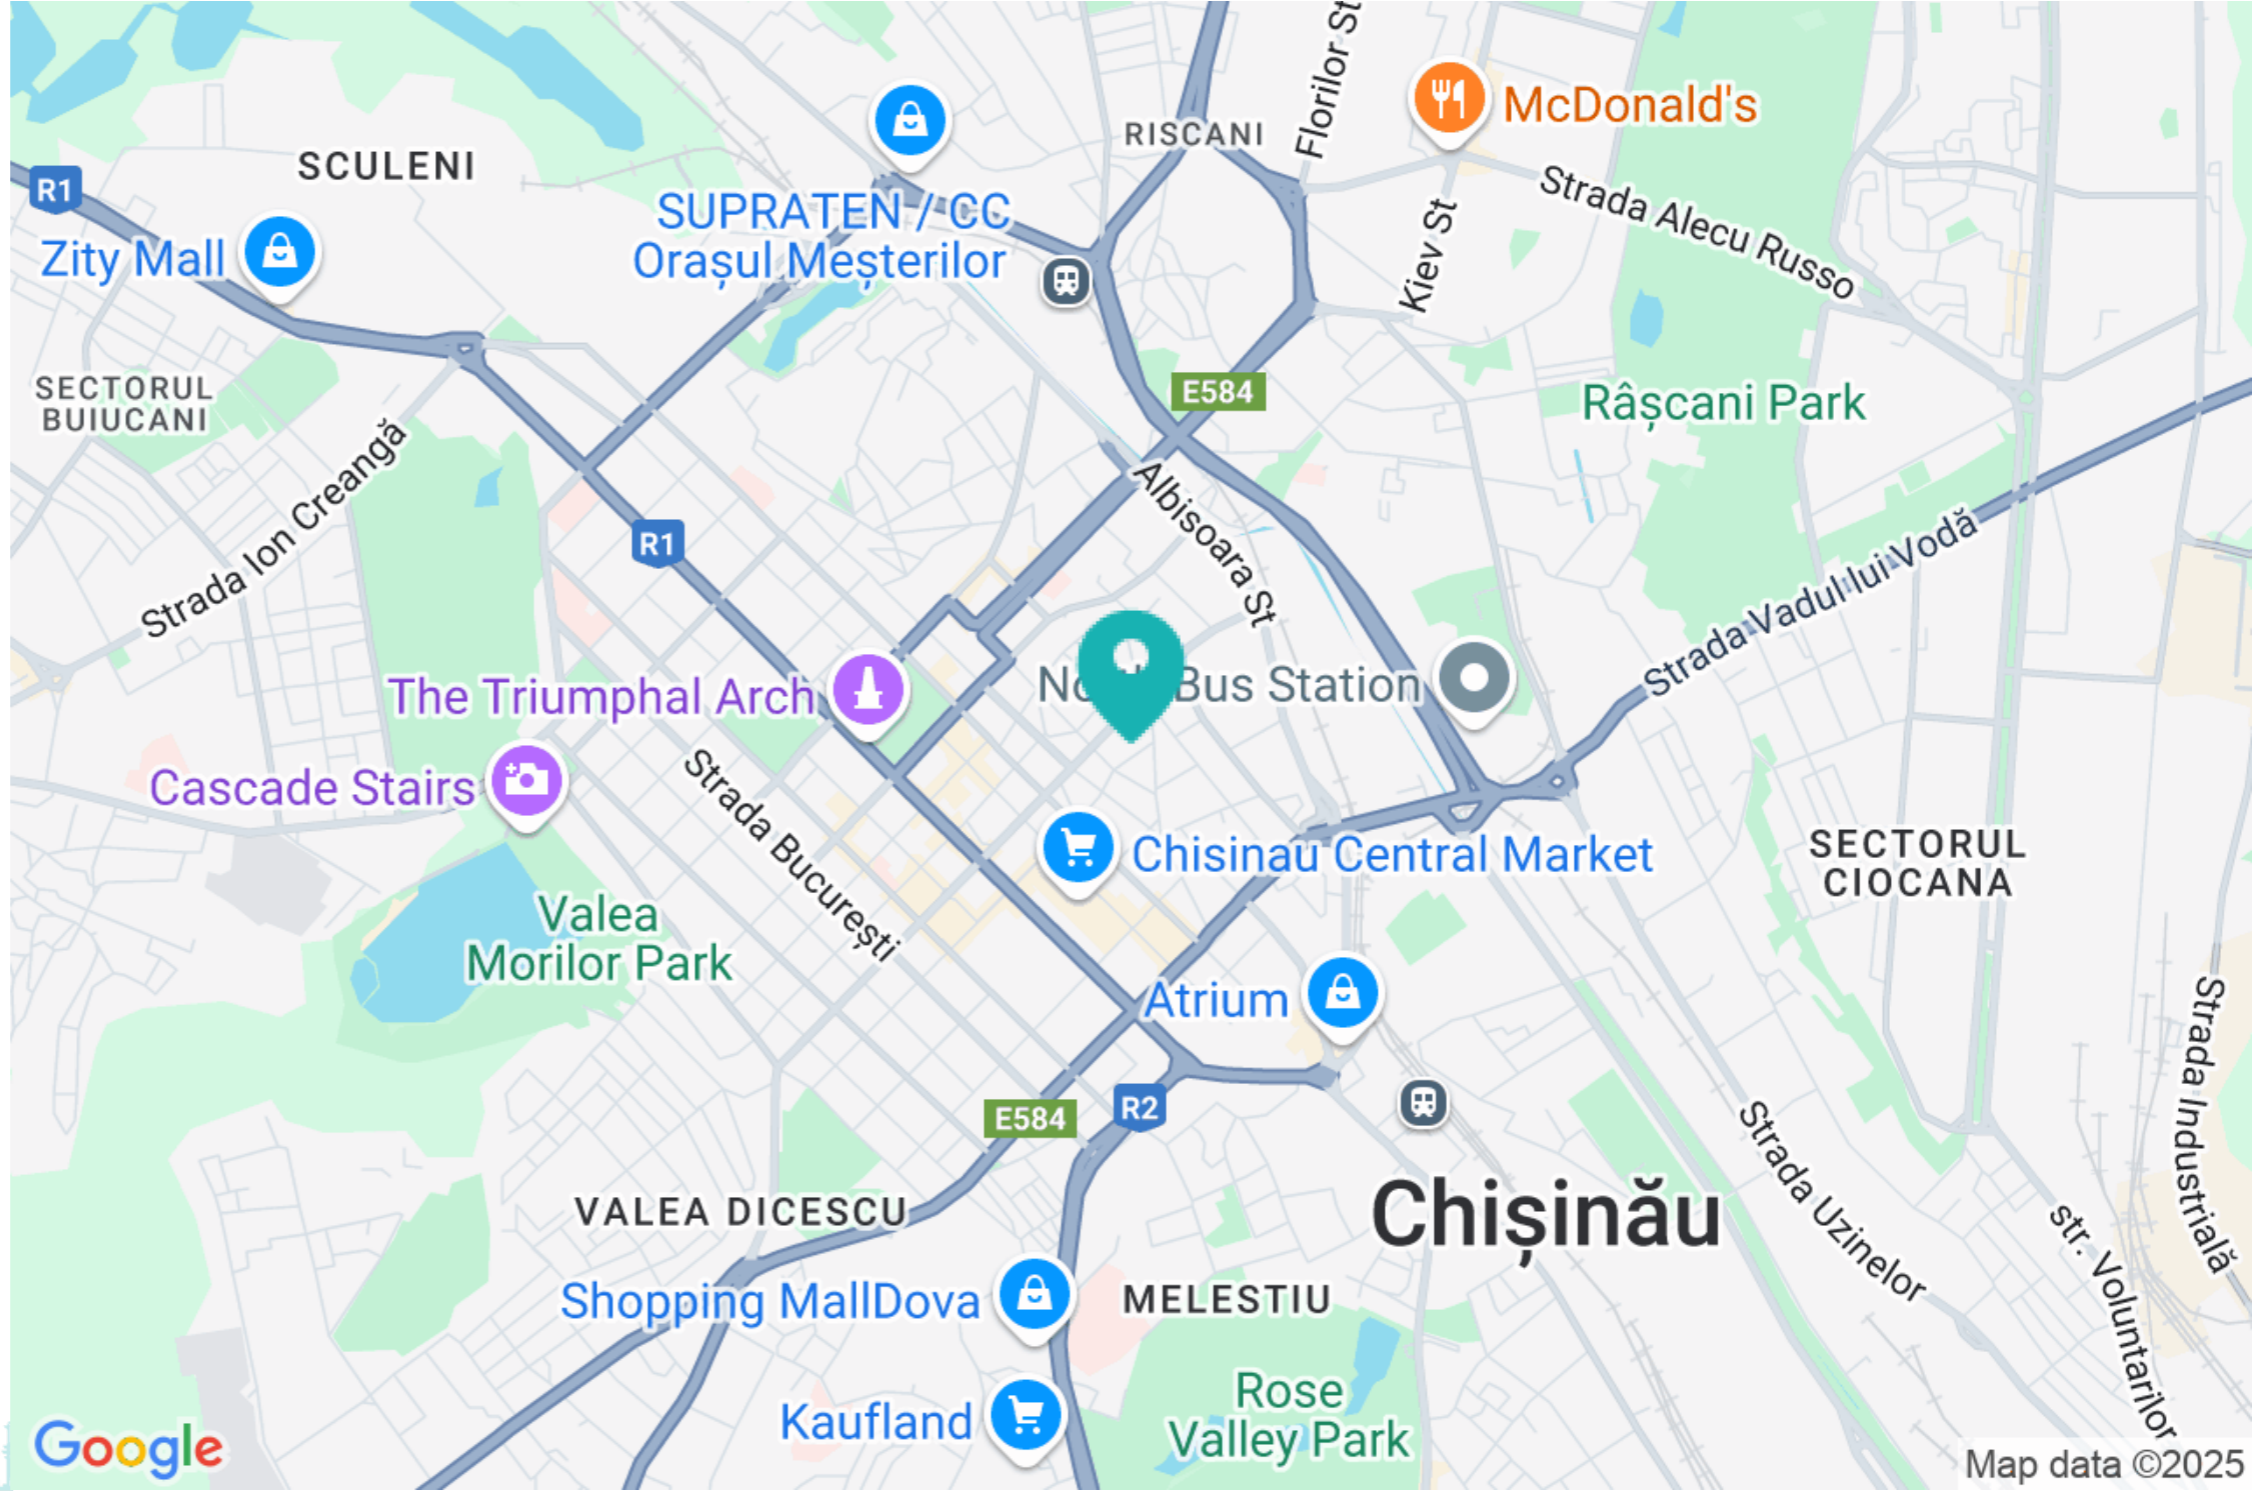 Florilor St
McDonald's
RISCANI
SCULENI
R1
Strada Alecu Russo
SUPRATEN / CC
Orașul Meșterilor
Zity Mall
Kiev St
SECTORUL
BUIUCANI
E584
Râșcani Park
Strada Ion Creangă
Albisoara St
R1
Strada Vadul lui Vodă
Bus Station
The Triumphal Arch
Cascade Stairs
Strada București
Chisinau Central Market
SECTORUL
CIOCANA
Valea
Morilor Park
Atrium
Strada Industrială
E584
R2
Strada Uzinelor
VALEA DICESCU
Chișinău
str. Voluntarilor
Shopping MallDova
MELESTIU
Rose
Valley Park
Kaufland
Google
Map data ©2025